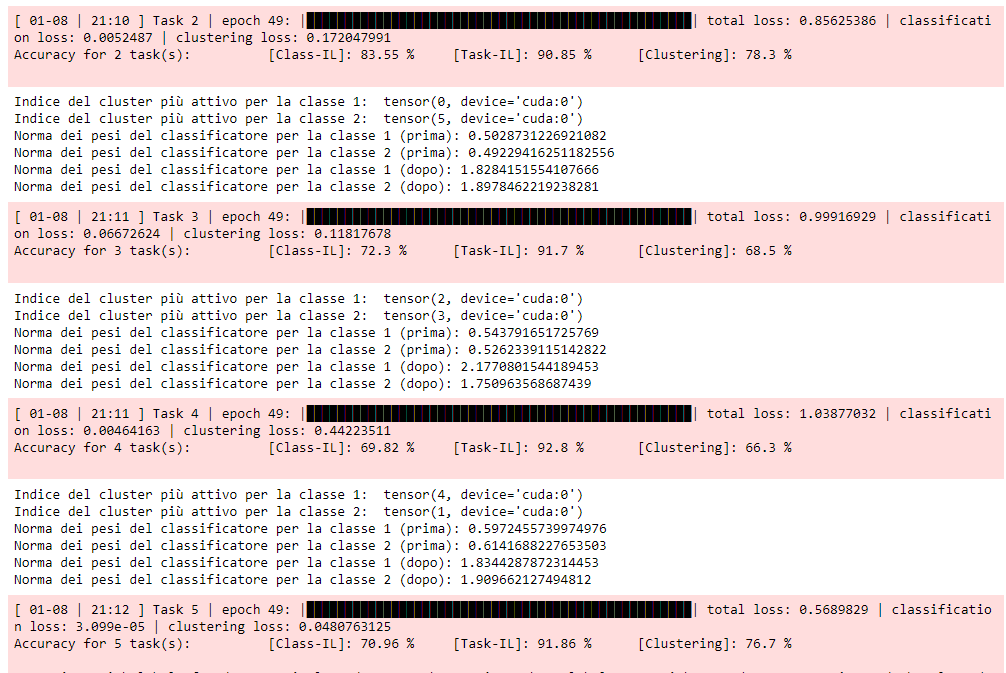 [ 01-08 | 21:10 ] Task 2 | epoch 49: | | total loss: 0.85625386 | classificati
on loss: 0.0052487 | clustering loss: 0.172047991
Accuracy for 2 task(s): [Class-IL]: 83.55 % [Task-IL]: 90.85 % [Clustering]: 78.3 %
Indice del cluster più attivo per la classe 1: tensor(0, device='cuda:0')
Indice del cluster più attivo per la classe 2: tensor(5, device='cuda:0')
Norma dei pesi del classificatore per la classe 1 (prima): 0.5028731226921082
Norma dei pesi del classificatore per la classe 2 (prima): 0.49229416251182556
Norma dei pesi del classificatore per la classe 1 (dopo): 1.8284151554107666
Norma dei pesi del classificatore per la classe 2 (dopo): 1.8978462219238281
[ 01-08 | 21:11 ] Task 3 | epoch 49: | | total loss: 0.99916929 | classificati
on loss: 0.06672624 | clustering loss: 0.11817678
Accuracy for 3 task(s): [Class-IL]: 72.3 % [Task-IL]: 91.7 % [Clustering]: 68.5 %
Indice del cluster più attivo per la classe 1: tensor(2, device='cuda:0')
Indice del cluster più attivo per la classe 2: tensor(3, device='cuda:0')
Norma dei pesi del classificatore per la classe 1 (prima): 0.543791651725769
Norma dei pesi del classificatore per la classe 2 (prima): 0.5262339115142822
Norma dei pesi del classificatore per la classe 1 (dopo): 2.1770801544189453
Norma dei pesi del classificatore per la classe 2 (dopo): 1.750963568687439
[ 01-08 | 21:11 ] Task 4 | epoch 49: | | total loss: 1.03877032 | classificati
on loss: 0.00464163 | clustering loss: 0.44223511
Accuracy for 4 task(s): [Class-IL]: 69.82 % [Task-IL]: 92.8 % [Clustering]: 66.3 %
Indice del cluster più attivo per la classe 1: tensor(4, device='cuda:0')
Indice del cluster più attivo per la classe 2: tensor(1, device='cuda:0')
Norma dei pesi del classificatore per la classe 1 (prima): 0.5972455739974976
Norma dei pesi del classificatore per la classe 2 (prima): 0.6141688227653503
Norma dei pesi del classificatore per la classe 1 (dopo): 1.8344287872314453
Norma dei pesi del classificatore per la classe 2 (dopo): 1.909662127494812
[ 01-08 | 21:12 ] Task 5 | epoch 49: | | total loss: 0.5689829 | classificatio
n loss: 3.099e-05 | clustering loss: 0.0480763125
Accuracy for 5 task(s): [Class-IL]: 70.96 % [Task-IL]: 91.86 % [Clustering]: 76.7 %